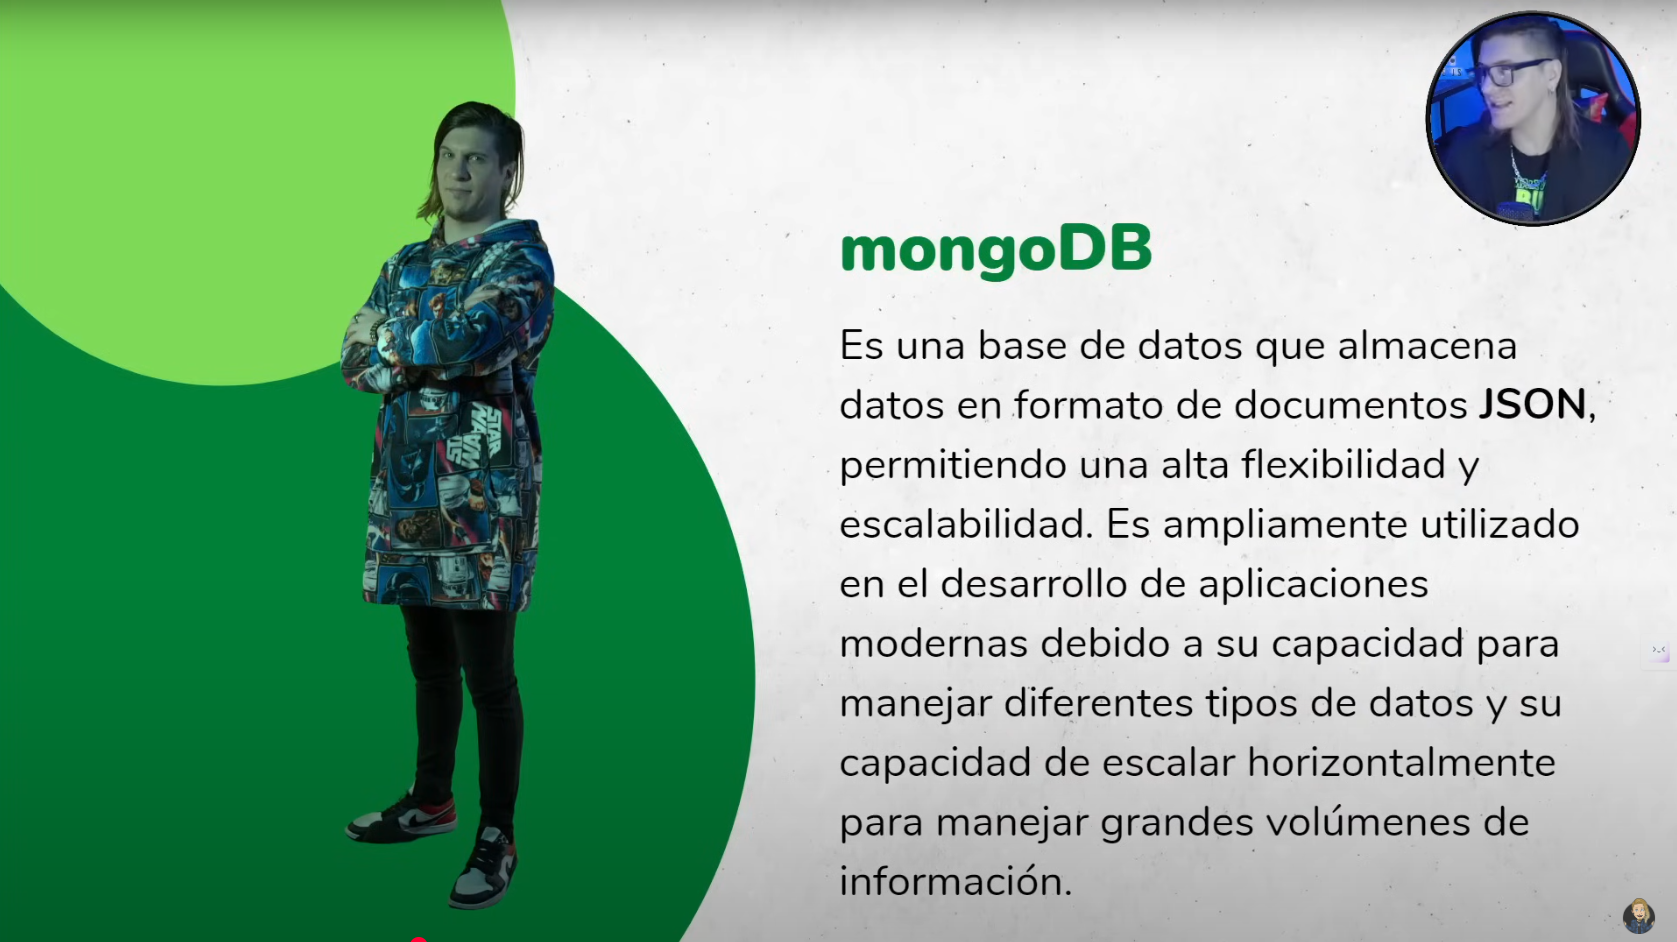 mongoDB
Es una base de datos que almacena
datos en formato de documentos JSON,
permitiendo una alta flexibilidad y
escalabilidad. Es ampliamente utilizado
en el desarrollo de aplicaciones
modernas debido a su capacidad para
manejar diferentes tipos de datos y su
capacidad de escalar horizontalmente
para manejar grandes volúmenes de
información.
STAR
WARS